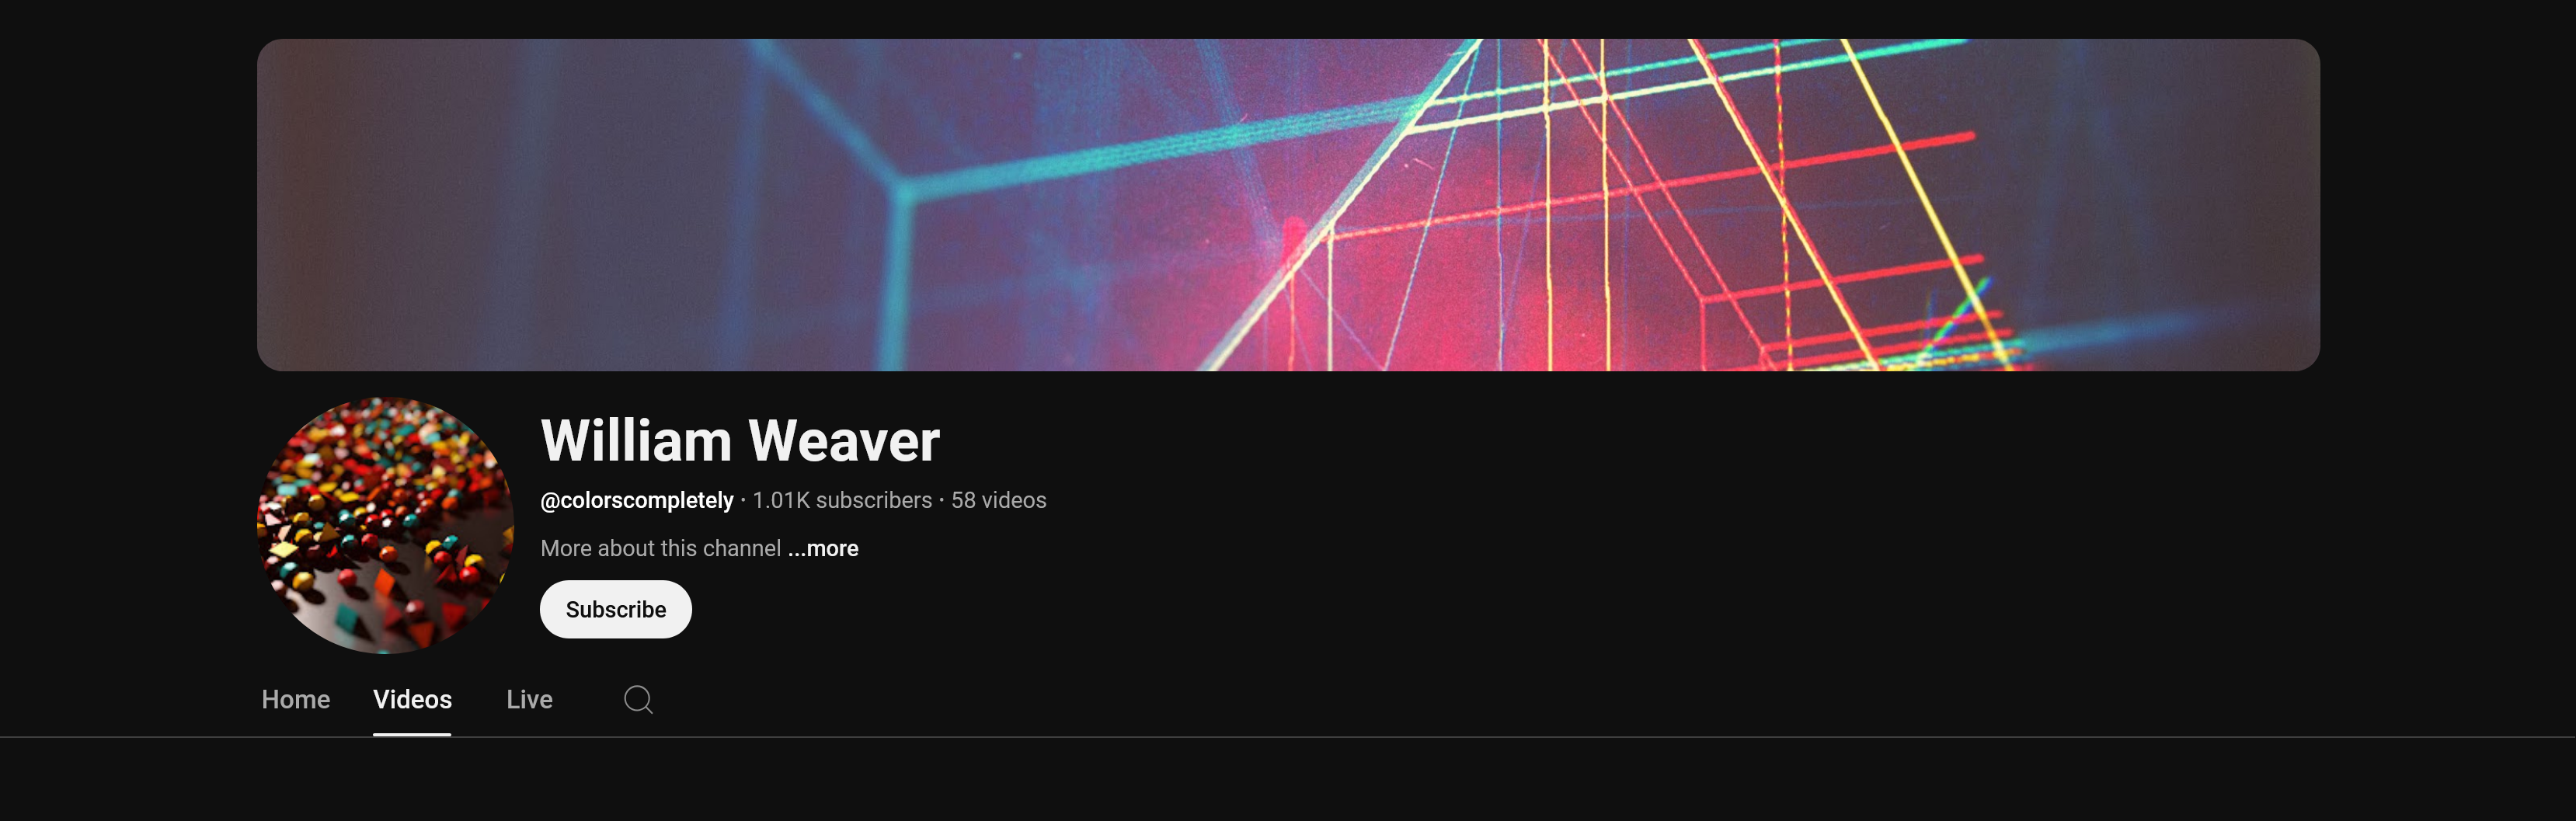 William Weaver
@colorscompletely · 1.01K subscribers · 58 videos
More about this channel ...more
Subscribe
Home Videos Live